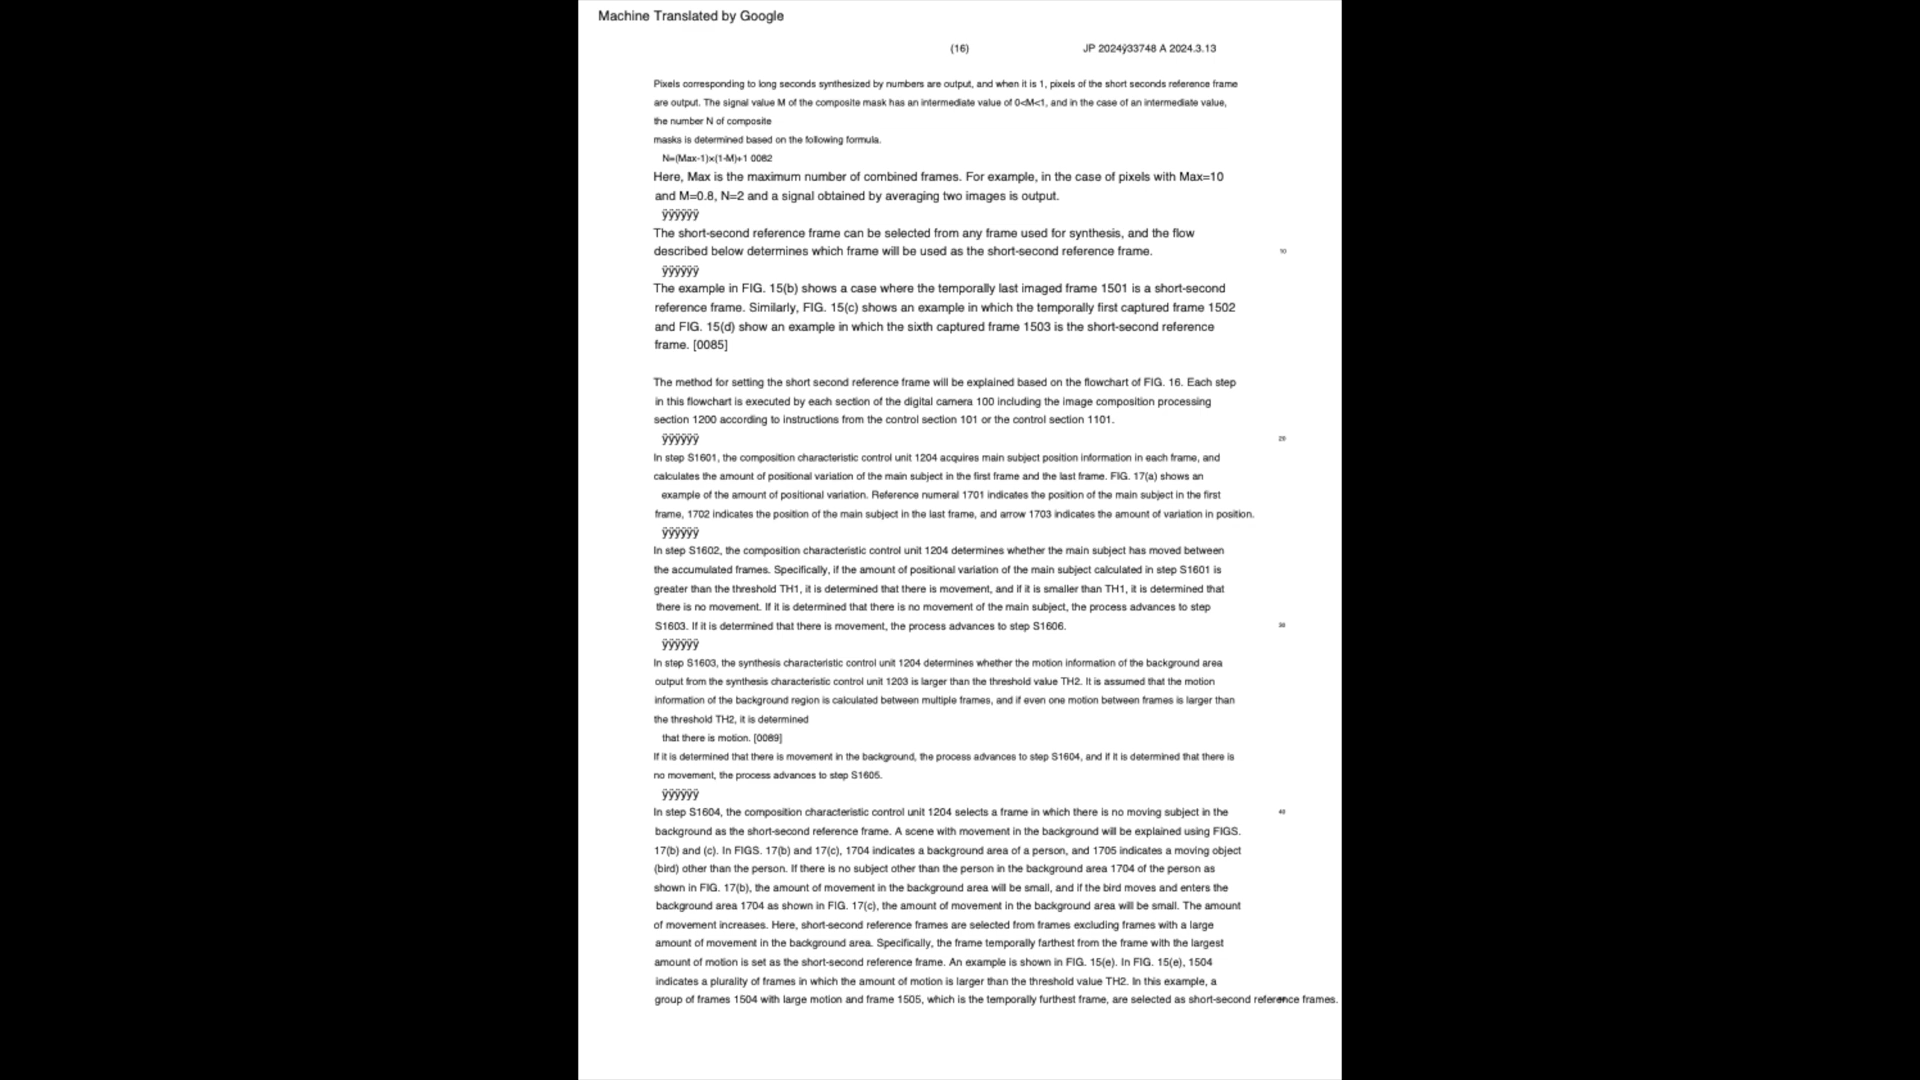 Machine Translated by Google
(16) JP 2024ÿ33748 A 2024.3.13
Pixels corresponding to long seconds synthesized by numbers are output, and when it is 1, pixels of the short seconds reference frame
are output. The signal value M of the composite mask has an intermediate value of 0<M<1, and in the case of an intermediate value,
the number N of composite
masks is determined based on the following formula.
N=(Max-1)×(1-M)+1 0082
Here, Max is the maximum number of combined frames. For example, in the case of pixels with Max=10
and M=0.8, N=2 and a signal obtained by averaging two images is output.
ÿÿÿÿÿÿ
The short-second reference frame can be selected from any frame used for synthesis, and the flow
described below determines which frame will be used as the short-second reference frame. 10
ÿÿÿÿÿÿ
The example in FIG. 15(b) shows a case where the temporally last imaged frame 1501 is a short-second
reference frame. Similarly, FIG. 15(c) shows an example in which the temporally first captured frame 1502
and FIG. 15(d) show an example in which the sixth captured frame 1503 is the short-second reference
frame. [0085]
The method for setting the short second reference frame will be explained based on the flowchart of FIG. 16. Each step
in this flowchart is executed by each section of the digital camera 100 including the image composition processing
section 1200 according to instructions from the control section 101 or the control section 1101.
ÿÿÿÿÿÿ 20
In step S1601, the composition characteristic control unit 1204 acquires main subject position information in each frame, and
calculates the amount of positional variation of the main subject in the first frame and the last frame. FIG. 17(a) shows an
example of the amount of positional variation. Reference numeral 1701 indicates the position of the main subject in the first
frame, 1702 indicates the position of the main subject in the last frame, and arrow 1703 indicates the amount of variation in position.
ÿÿÿÿÿÿ
In step S1602, the composition characteristic control unit 1204 determines whether the main subject has moved between
the accumulated frames. Specifically, if the amount of positional variation of the main subject calculated in step S1601 is
greater than the threshold TH1, it is determined that there is movement, and if it is smaller than TH1, it is determined that
there is no movement. If it is determined that there is no movement of the main subject, the process advances to step
S1603. If it is determined that there is movement, the process advances to step S1606. 30
ÿÿÿÿÿÿ
In step S1603, the synthesis characteristic control unit 1204 determines whether the motion information of the background area
output from the synthesis characteristic control unit 1203 is larger than the threshold value TH2. It is assumed that the motion
information of the background region is calculated between multiple frames, and if even one motion between frames is larger than
the threshold TH2, it is determined
that there is motion. [0089]
If it is determined that there is movement in the background, the process advances to step S1604, and if it is determined that there is
no movement, the process advances to step S1605.
ÿÿÿÿÿÿ
In step S1604, the composition characteristic control unit 1204 selects a frame in which there is no moving subject in the 40
background as the short-second reference frame. A scene with movement in the background will be explained using FIGS.
17(b) and (c). In FIGS. 17(b) and 17(c), 1704 indicates a background area of a person, and 1705 indicates a moving object
(bird) other than the person. If there is no subject other than the person in the background area 1704 of the person as
shown in FIG. 17(b), the amount of movement in the background area will be small, and if the bird moves and enters the
background area 1704 as shown in FIG. 17(c), the amount of movement in the background area will be small. The amount
of movement increases. Here, short-second reference frames are selected from frames excluding frames with a large
amount of movement in the background area. Specifically, the frame temporally farthest from the frame with the largest
amount of motion is set as the short-second reference frame. An example is shown in FIG. 15(e). In FIG. 15(e), 1504
indicates a plurality of frames in which the amount of motion is larger than the threshold value TH2. In this example, a
group of frames 1504 with large motion and frame 1505, which is the temporally furthest frame, are selected as short-second reference frames.